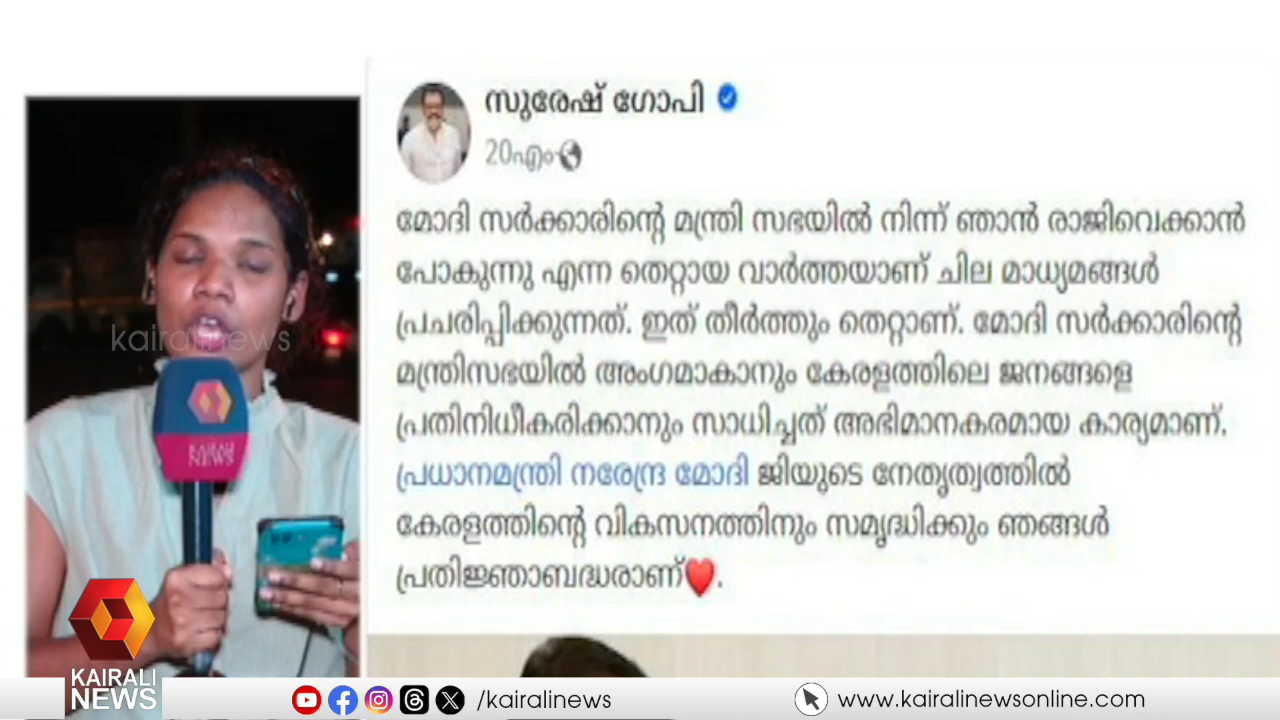 സുരേഷ് ഗോപി
20എം
മോദി സർക്കാരിന്റെ മന്ത്രി സഭയിൽ നിന്ന് ഞാൻ രാജിവെക്കാൻ
പോകുന്നു എന്ന തെറ്റായ വാർത്തയാണ് ചില മാധ്യമങ്ങൾ
പ്രചരിപ്പിക്കുന്നത്. ഇത് തീർത്തും തെറ്റാണ്. മോദി സർക്കാരിന്റെ
മന്ത്രിസഭയിൽ അംഗമാകാനും കേരളത്തിലെ ജനങ്ങളെ
പ്രതിനിധീകരിക്കാനും സാധിച്ചത് അഭിമാനകരമായ കാര്യമാണ്.
പ്രധാനമന്ത്രി നരേന്ദ്ര മോദി ജിയുടെ നേതൃത്വത്തിൽ
കേരളത്തിന്റെ വികസനത്തിനും സമൃദ്ധിക്കും ഞങ്ങൾ
പ്രതിജ്ഞാബദ്ധരാണ്❤️.
kairalinews
KAIRALI
NEWS
KAIRALI
NEWS
/kairalinews
www.kairalinewsonline.com